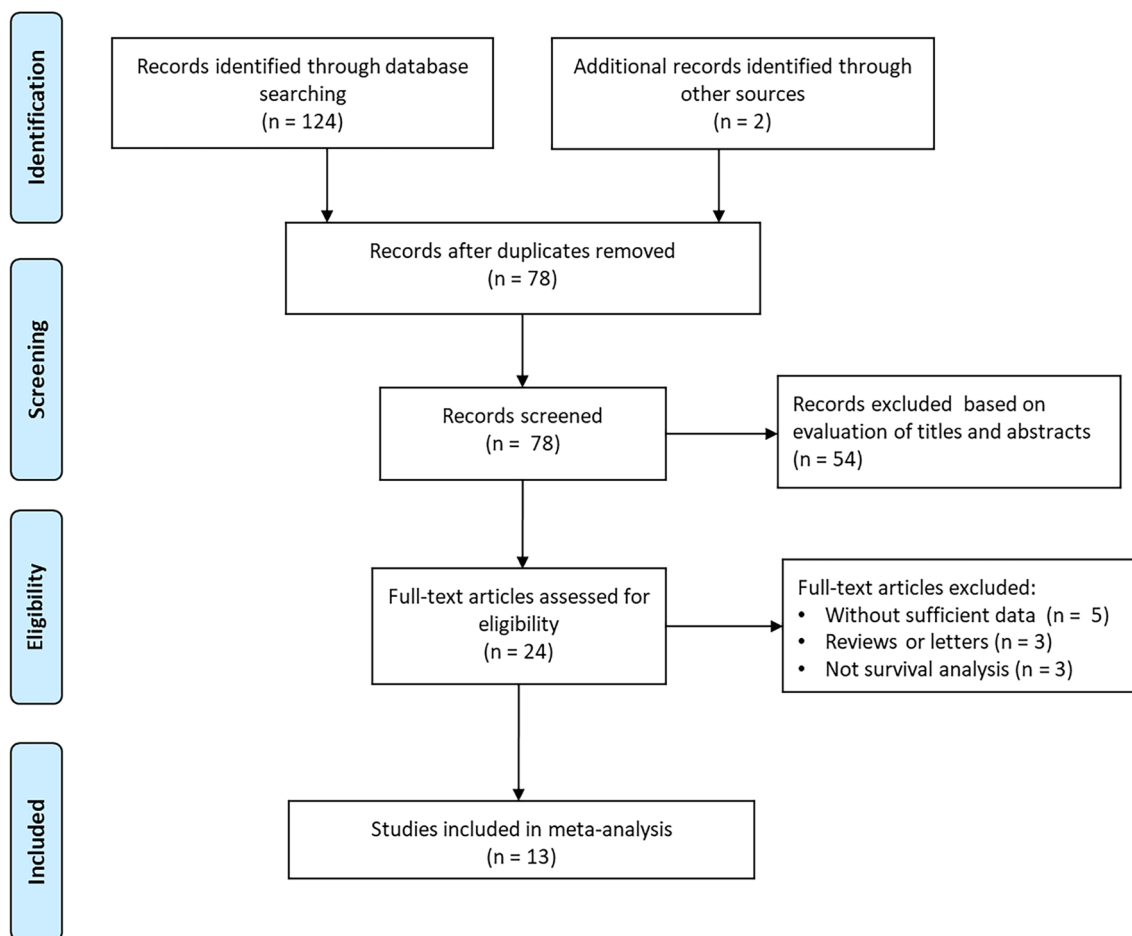 Identification
Records identified through database
searching
(n = 124)
Additional records identified through
other sources
(n = 2)
Records after duplicates removed
(n = 78)
Screening
Records screened
(n = 78)
Records excluded based on
evaluation of titles and abstracts
(n = 54)
Eligibility
Full-text articles assessed for
eligibility
(n = 24)
Full-text articles excluded:
• Without sufficient data (n = 5)
• Reviews or letters (n = 3)
• Not survival analysis (n = 3)
Included
Studies included in meta-analysis
(n = 13)